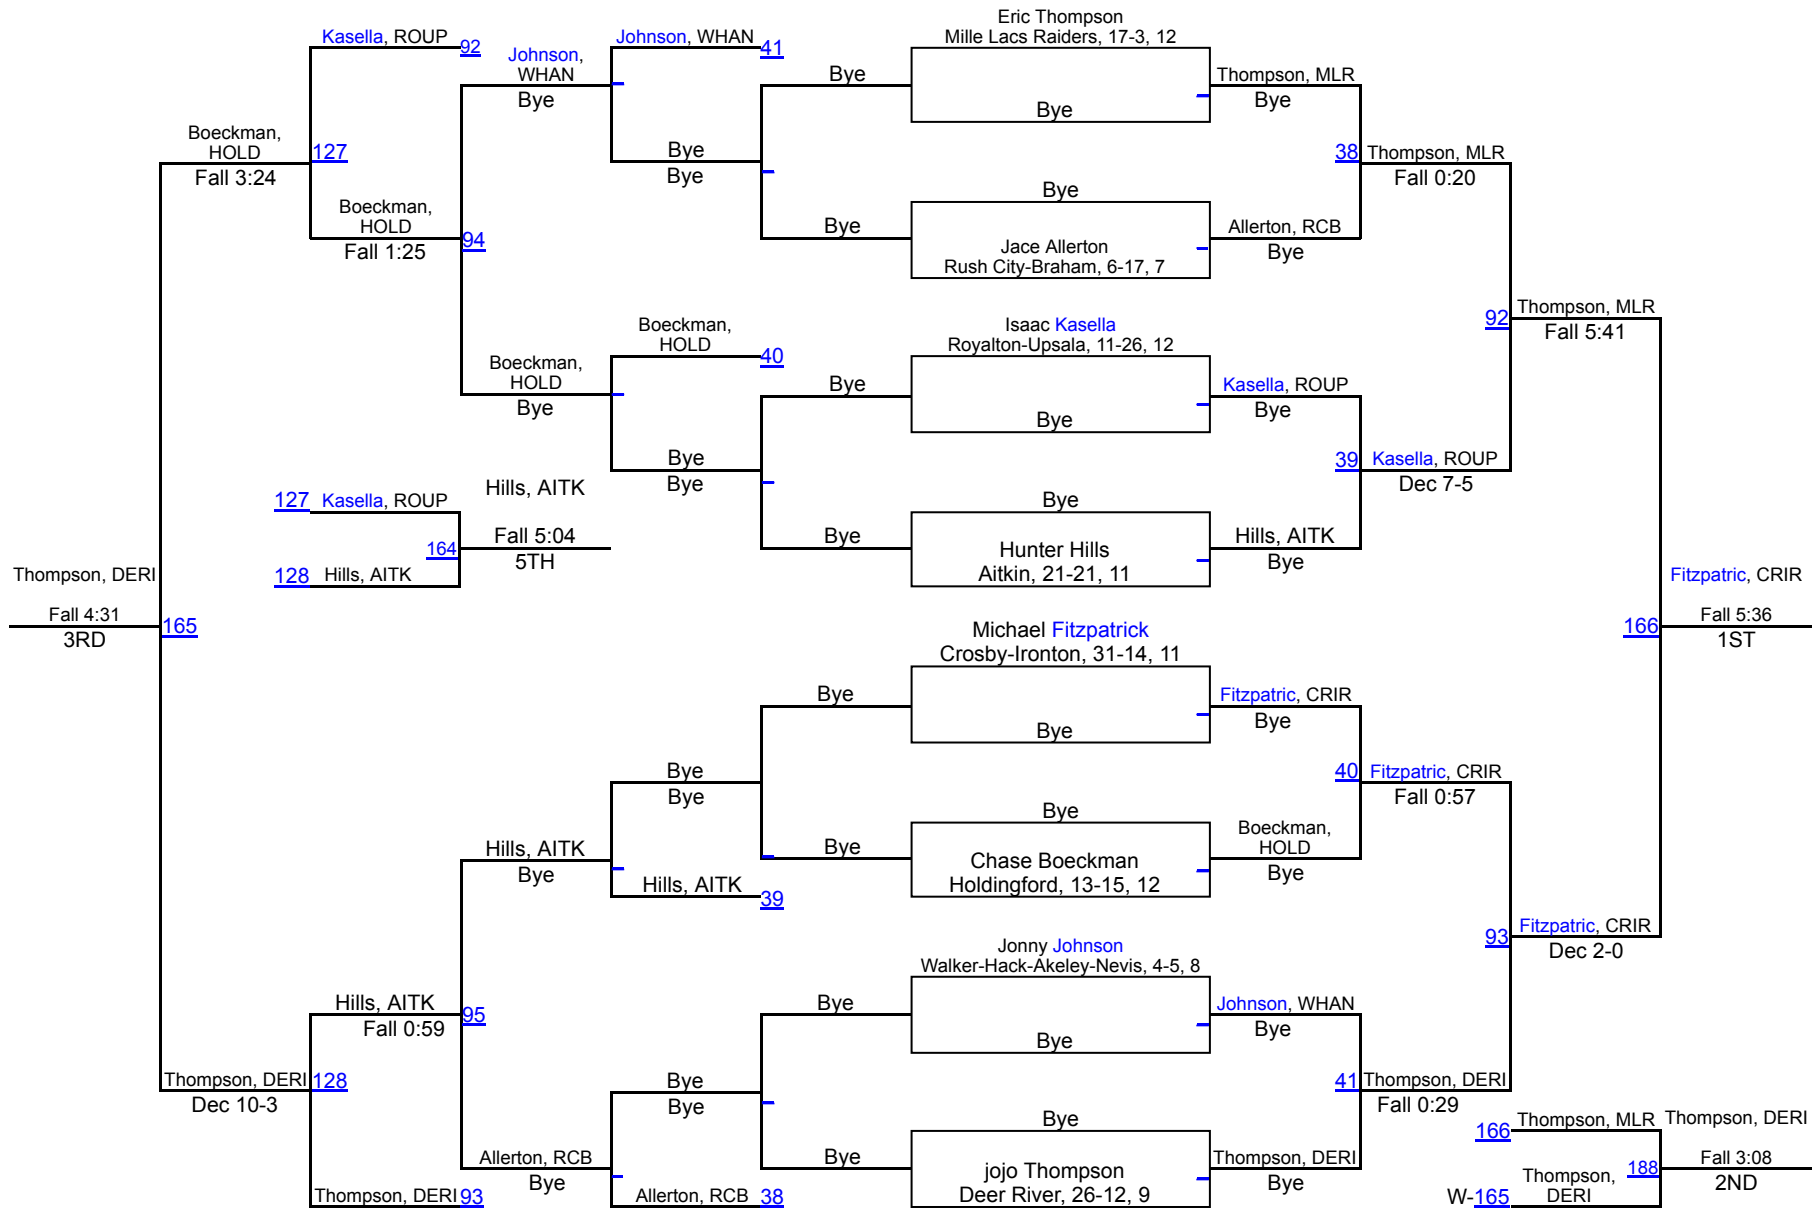 Kasella, ROUP 92
Johnson,
WHAN
Bye
Johnson, WHAN 41
Bye
Eric Thompson
Mille Lacs Raiders, 17-3, 12
Bye
Thompson, MLR
Bye
Boeckman,
HOLD
Fall 3:24
127
Boeckman,
HOLD
Fall 1:25
94
Bye
Bye
Bye
Bye
Jace Allerton
Rush City-Braham, 6-17, 7
Allerton, RCB
Bye
38 Thompson, MLR
Fall 0:20
Boeckman,
HOLD
Bye
Boeckman,
HOLD
40
Bye
Isaac Kasella
Royalton-Upsala, 11-26, 12
Bye
Kasella, ROUP
Bye
92
Thompson, MLR
Fall 5:41
Bye
Bye
Bye
Bye
Hunter Hills
Aitkin, 21-21, 11
Hills, AITK
Bye
39 Kasella, ROUP
Dec 7-5
127 Kasella, ROUP
128 Hills, AITK
164
Hills, AITK
Fall 5:04
5TH
Thompson, DERI
Fall 4:31
3RD
165
Michael Fitzpatrick
Crosby-Ironton, 31-14, 11
Bye
Bye
Fitzpatric, CRIR
Bye
166
Fitzpatric, CRIR
Fall 5:36
1ST
Bye
Bye
Hills, AITK
Bye
Hills, AITK 39
Bye
Bye
Chase Boeckman
Holdingford, 13-15, 12
Boeckman,
HOLD
Bye
40 Fitzpatric, CRIR
Fall 0:57
93
Fitzpatric, CRIR
Dec 2-0
Hills, AITK
Fall 0:59
95
Bye
Jonny Johnson
Walker-Hack-Akeley-Nevis, 4-5, 8
Bye
Johnson, WHAN
Bye
Thompson, DERI 128
Dec 10-3
Bye
Bye
Bye
Bye
jojo Thompson
Deer River, 26-12, 9
Thompson, DERI
Bye
41 Thompson, DERI
Fall 0:29
Allerton, RCB
Bye
Allerton, RCB 38
Thompson, DERI 93
166 Thompson, MLR
W-165 Thompson,
DERI
188
Thompson, DERI
Fall 3:08
2ND